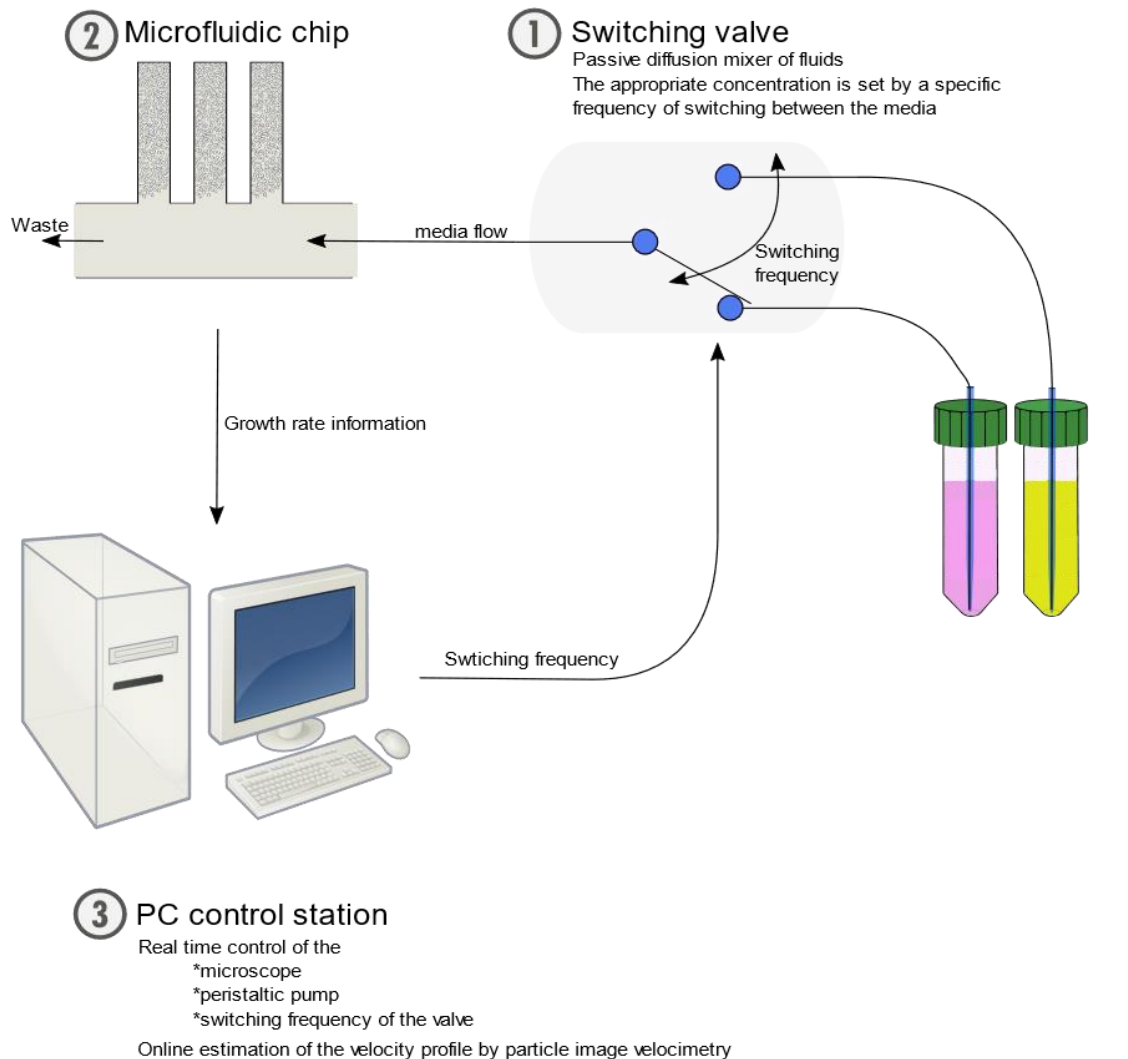 2 Microfluidic chip
1 Switching valve
Passive diffusion mixer of fluids
The appropriate concentration is set by a specific
frequency of switching between the media
Waste
media flow
Switching
frequency
Growth rate information
Swtiching frequency
3 PC control station
Real time control of the
*microscope
*peristaltic pump
*switching frequency of the valve
Online estimation of the velocity profile by particle image velocimetry